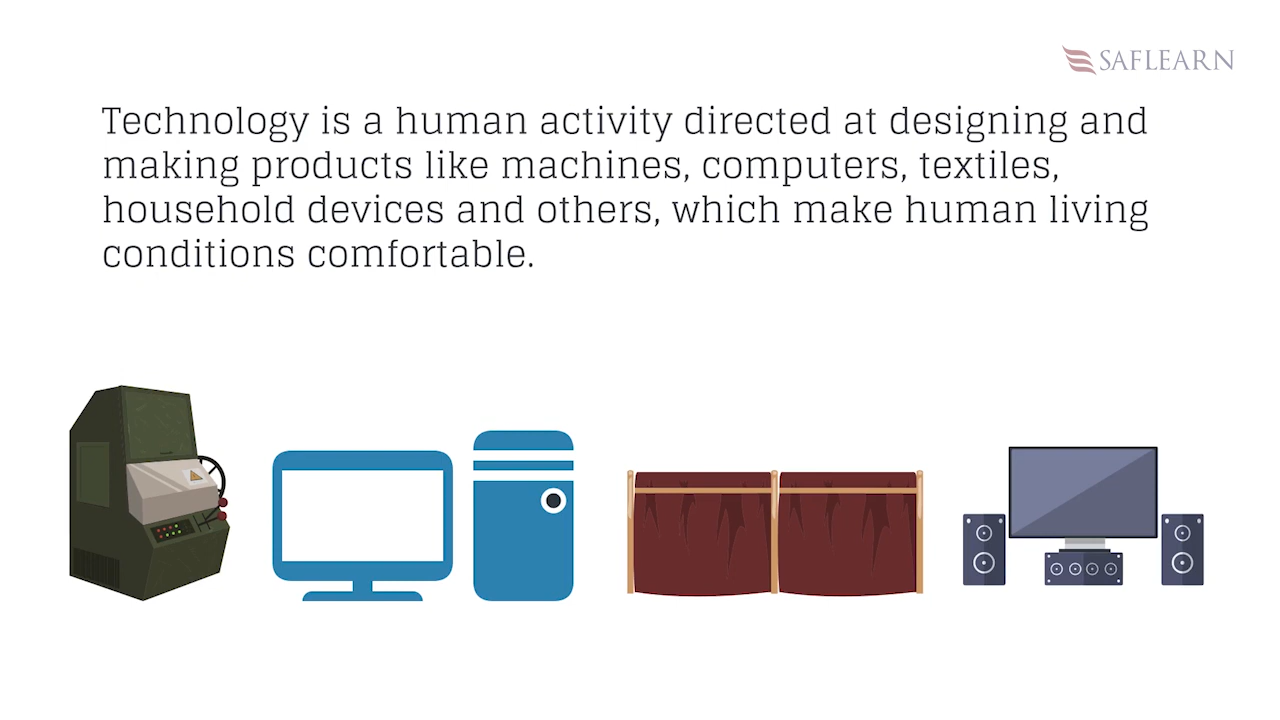 SAFLEARN
Technology is a human activity directed at designing and
making products like machines, computers, textiles,
household devices and others, which make human living
conditions comfortable.